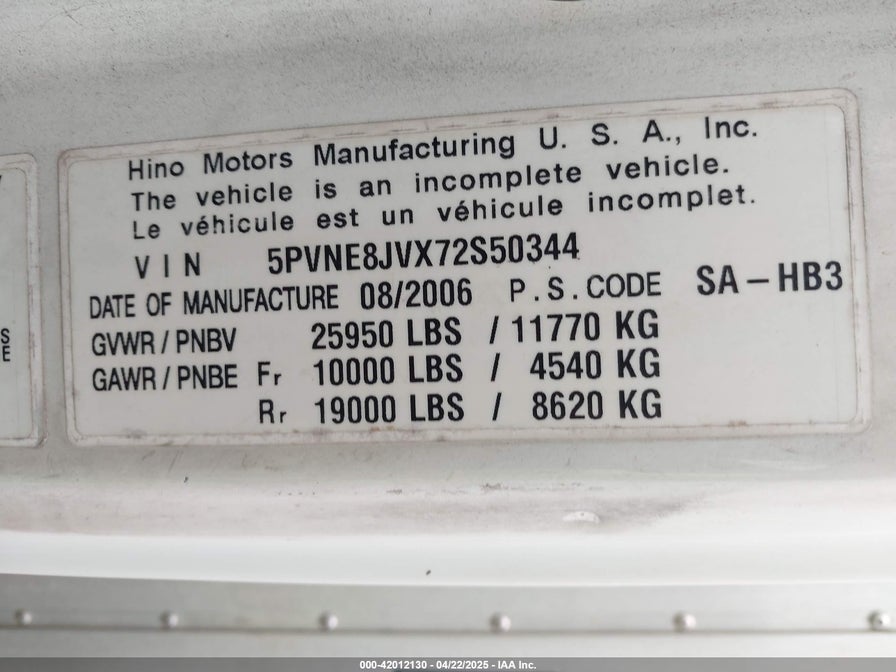 Hino Motors Manufacturing U. S. A., Inc.
The vehicle is an incomplete vehicle.
Le véhicule est un véhicule incomplet.
VIN 5PVNE8JVX72S50344
DATE OF MANUFACTURE 08/2006 P.S.CODE SA-HB3
GVWR/PNBV 25950 LBS / 11770 KG
GAWR/PNBE Fr 10000 LBS / 4540 KG
Rr 19000 LBS / 8620 KG
S
E
000-42012130 - 04/22/2025 - IAA Inc.